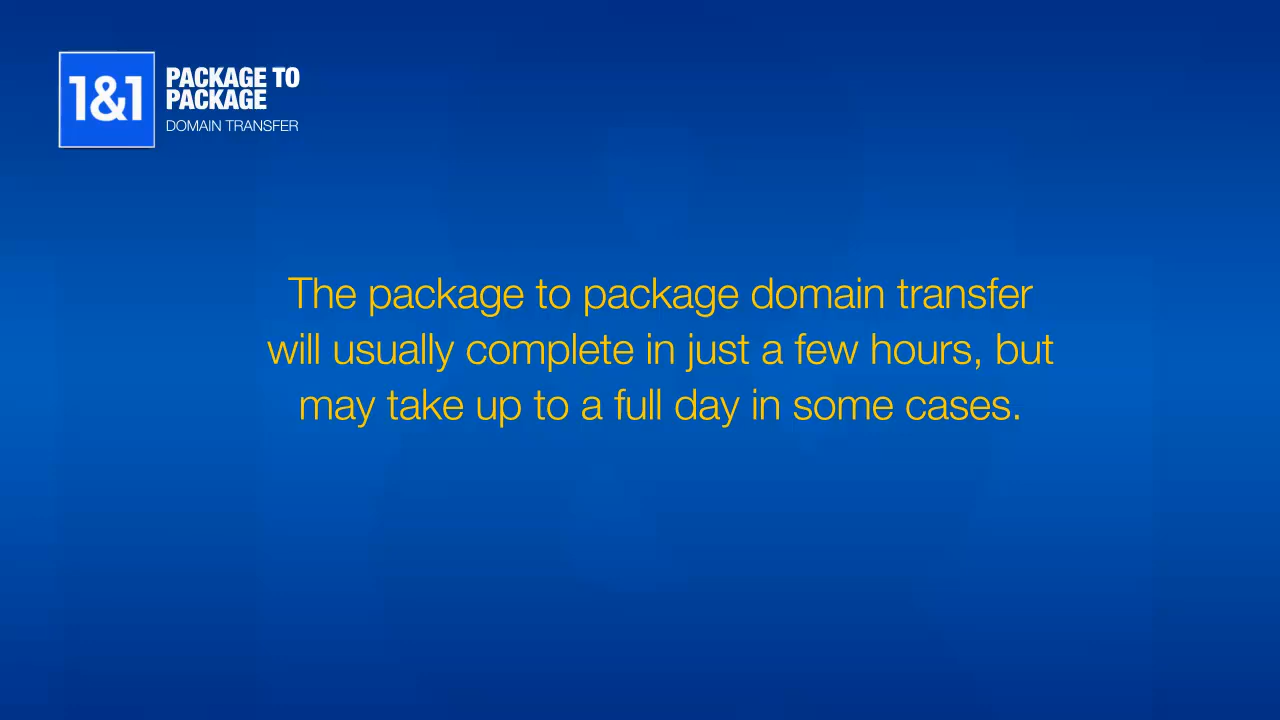 1&1
PACKAGE TO
PACKAGE
DOMAIN TRANSFER
The package to package domain transfer
will usually complete in just a few hours, but
may take up to a full day in some cases.